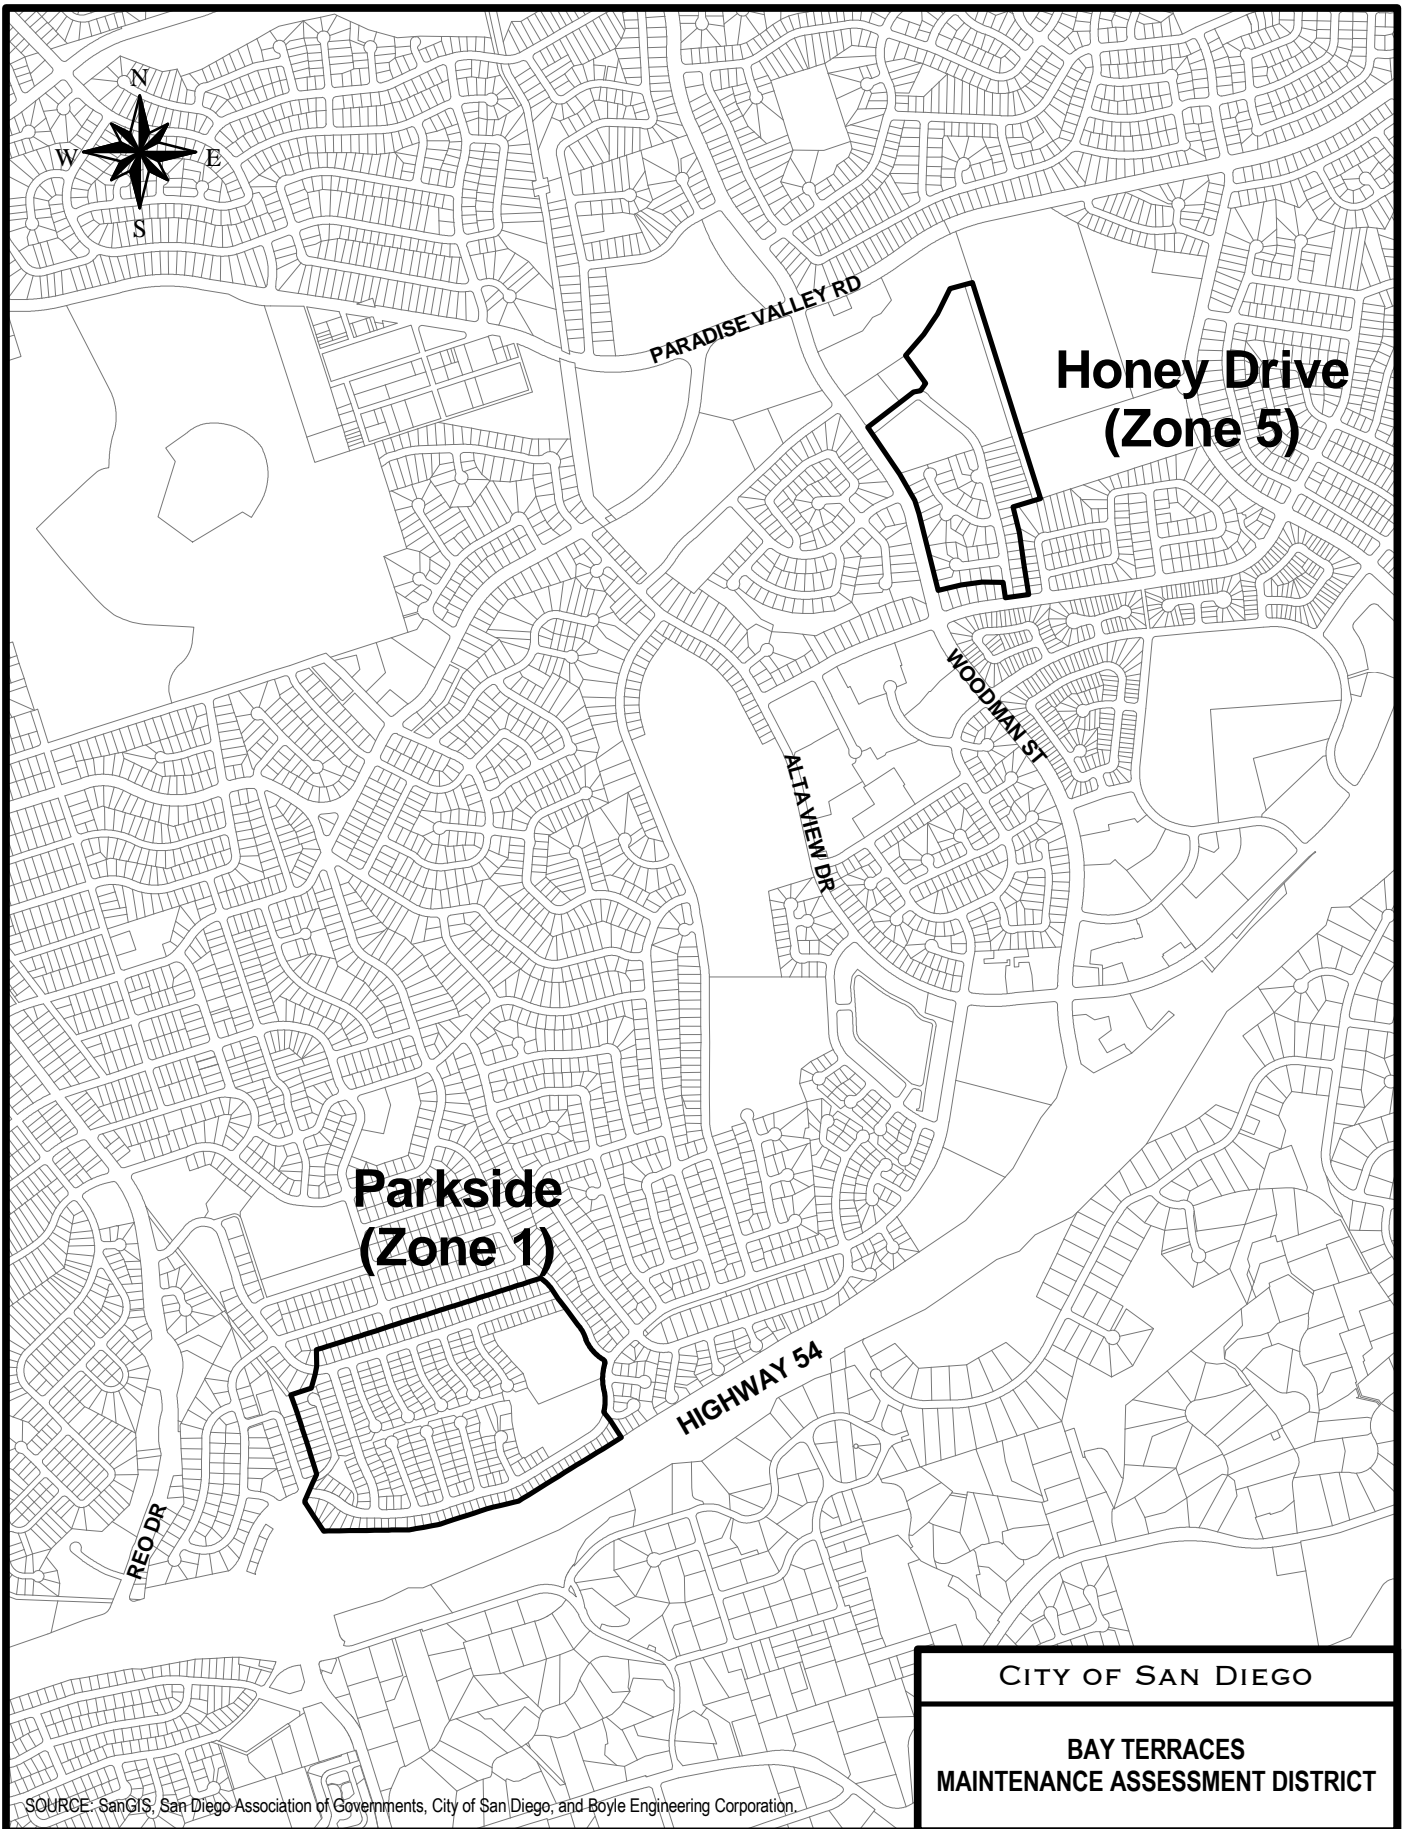 N
W
E
S
PARADISE VALLEY RD
Honey Drive
(Zone 5)
WOODMAN ST
ALTA VIEW DR
Parkside
(Zone 1)
HIGHWAY 54
REO DR
CITY OF SAN DIEGO
BAY TERRACES
MAINTENANCE ASSESSMENT DISTRICT
SOURCE: SanGIS, San Diego Association of Governments, City of San Diego, and Boyle Engineering Corporation.